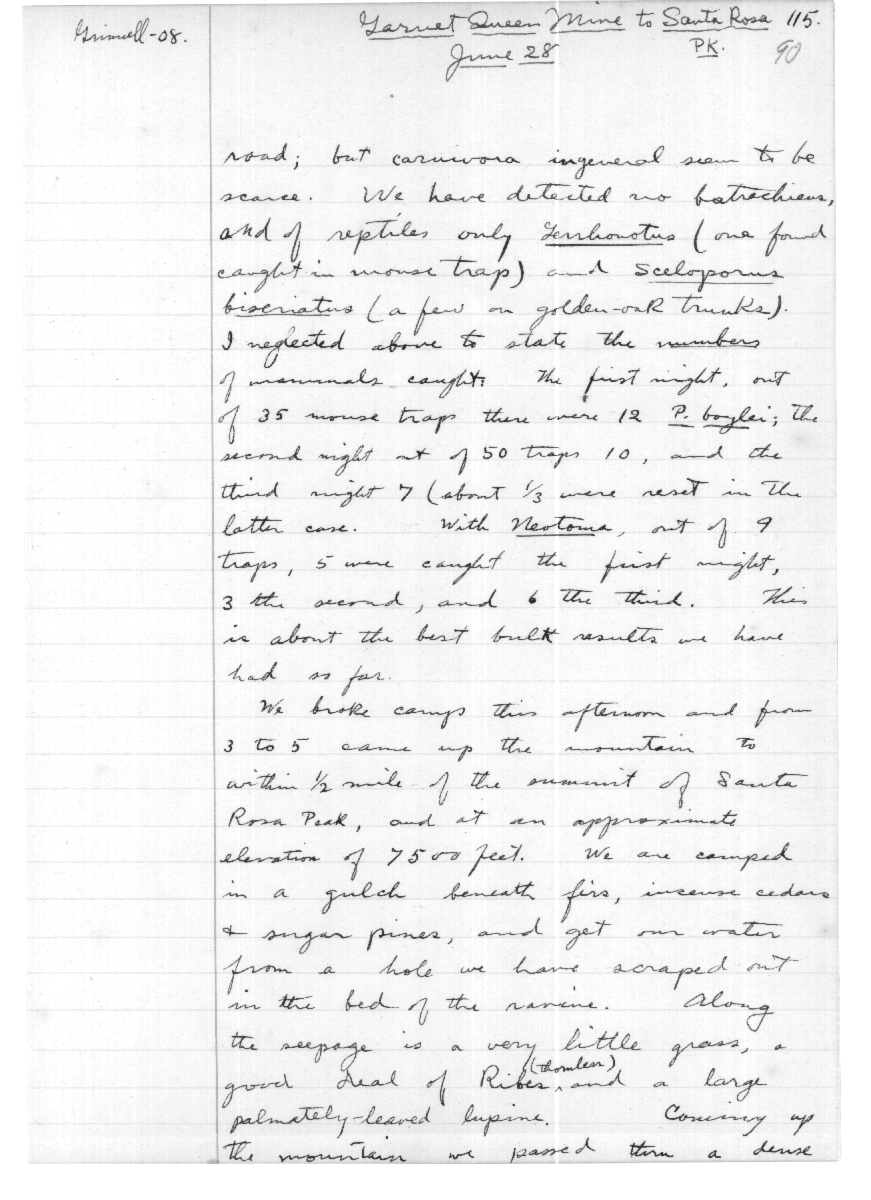 Grinnell-08.
Garnet Queen Mine to Santa Rosa 115.
June 28 PK. 90
road; but carnivora ingeneral seem to be
scarce. We have detected no batrachians,
and of reptiles only Gerrhonotus (one found
caught in mouse trap) and Sceloporus
biseriatus (a few on golden-oak trunks).
I neglected above to state the numbers
of mammals caught: The first night, out
of 35 mouse traps there were 12 P. boylei; the
second night out of 50 traps 10, and the
third night 7 (about 1/3 were reset in the
latter case. With Neotoma, out of 9
traps, 5 were caught the first night,
3 the second, and 6 the third. This
is about the best bulk results we have
had so far.
We broke camp this afternoon and from
3 to 5 came up the mountain to
within 1/2 mile of the summit of Santa
Rosa Peak, and at an approximate
elevation of 7500 feet. We are camped
in a gulch beneath firs, incense cedars
& sugar pines, and get our water
from a hole we have scraped out
in the bed of the ravine. Along
the seepage is a very little grass, a
good deal of Ribes (thornless), and a large
palmately-leaved lupine. Coming up
the mountain we passed thru a dense